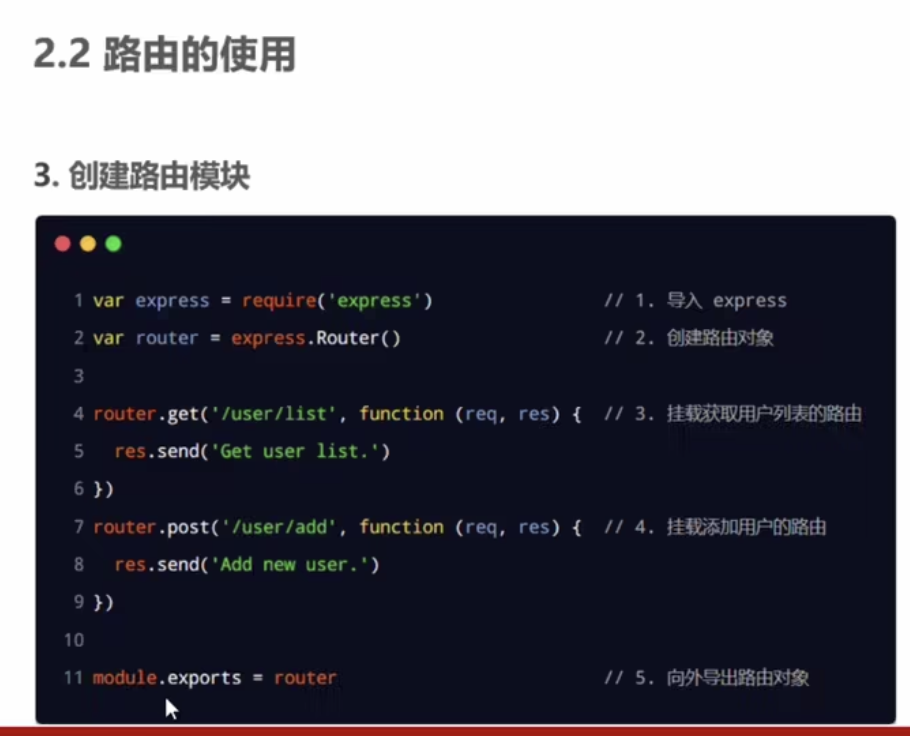 2.2 路由的使用
3. 创建路由模块
1 var express = require('express') // 1. 导入 express
2 var router = express.Router() // 2. 创建路由对象
3
4 router.get('/user/list', function (req, res) { // 3. 挂载获取用户列表的路由
5   res.send('Get user list.')
6 })
7 router.post('/user/add', function (req, res) { // 4. 挂载添加用户的路由
8   res.send('Add new user.')
9 })
10
11 module.exports = router // 5. 向外导出路由对象